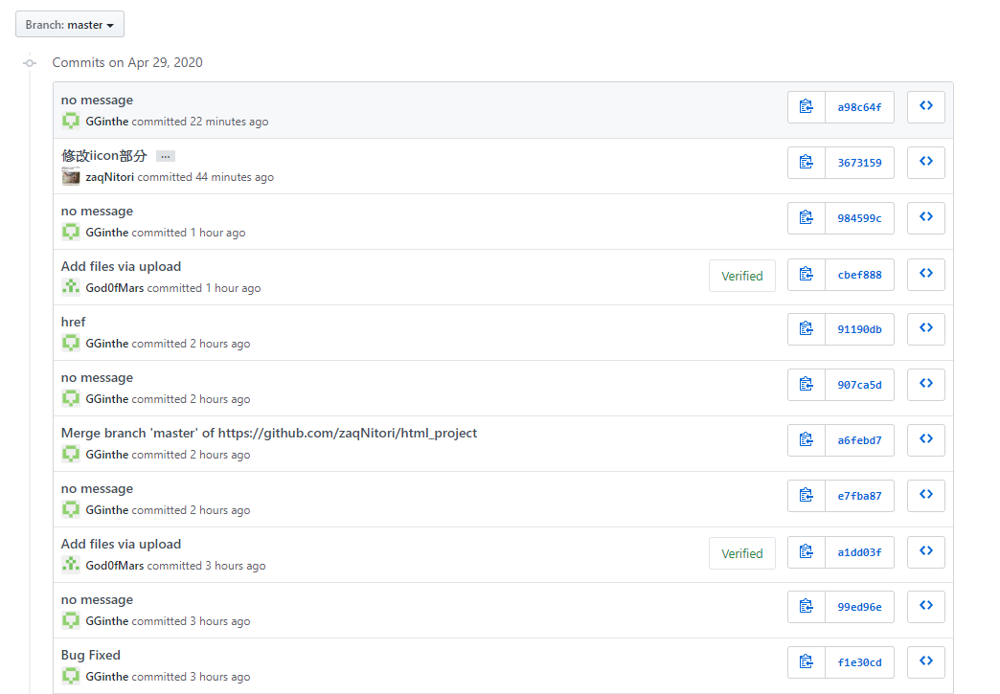 Branch: master
Commits on Apr 29, 2020
no message
GGinthe committed 22 minutes ago
a98c64f
修改iicon部分 …
zaqNitori committed 44 minutes ago
3673159
no message
GGinthe committed 1 hour ago
984599c
Add files via upload
God0fMars committed 1 hour ago
Verified
cbef888
href
GGinthe committed 2 hours ago
91190db
no message
GGinthe committed 2 hours ago
907ca5d
Merge branch 'master' of https://github.com/zaqNitori/html_project
GGinthe committed 2 hours ago
a6febd7
no message
GGinthe committed 2 hours ago
e7fba87
Add files via upload
God0fMars committed 3 hours ago
Verified
a1dd03f
no message
GGinthe committed 3 hours ago
99ed96e
Bug Fixed
GGinthe committed 3 hours ago
f1e30cd